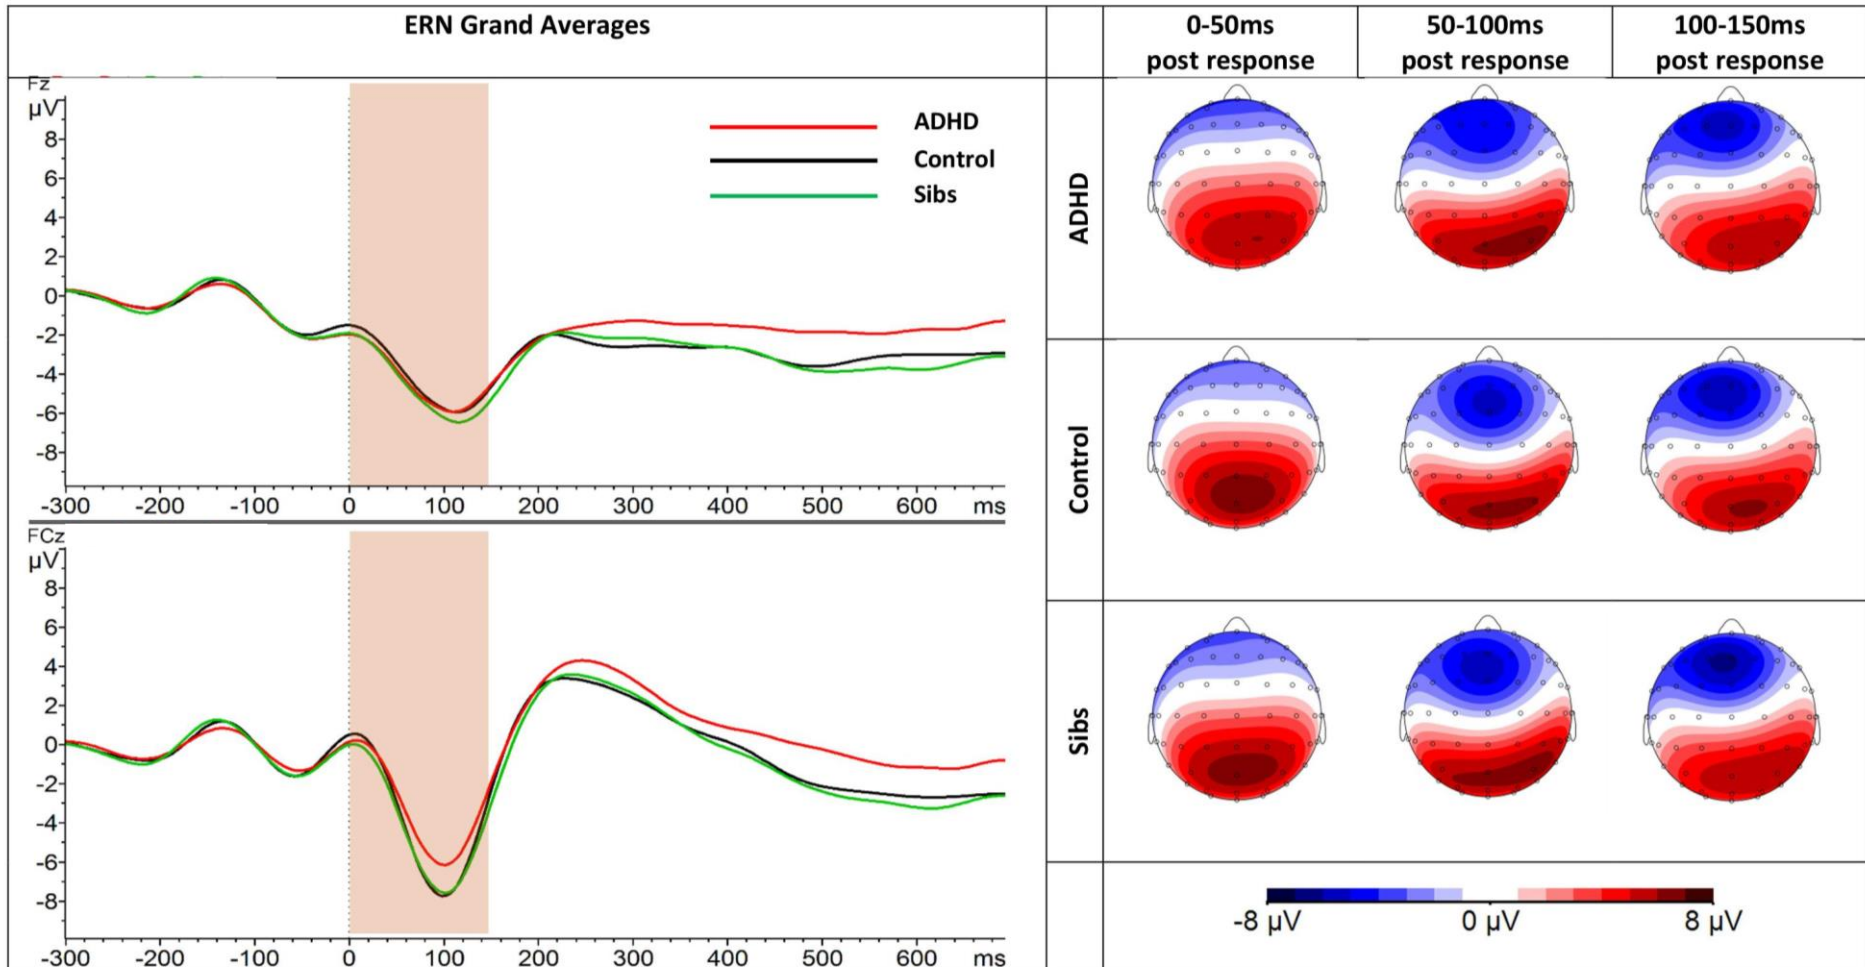 ERN Grand Averages
0-50ms
post response
50-100ms
post response
100-150ms
post response
Fz
µV
8
6
4
2
0
-2
-4
-6
-8
-300 -200 -100 0 100 200 300 400 500 600 ms
ADHD
Control
Sibs
FCz
µV
8
6
4
2
0
-2
-4
-6
-8
-300 -200 -100 0 100 200 300 400 500 600 ms
ADHD
Control
Sibs
-8 µV 0 µV 8 µV